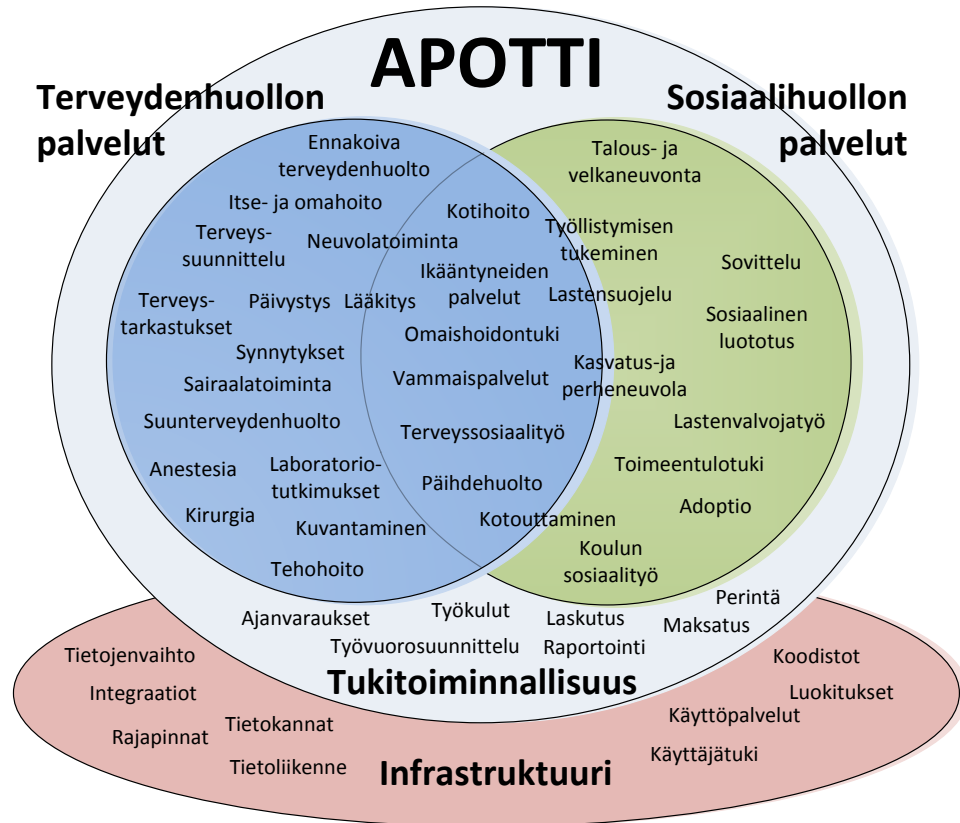 APOTTI
Terveydenhuollon
palvelut
Sosiaalihuollon
palvelut
Ennakoiva
terveydenhuolto
Itse- ja omahoito
Terveys-
suunnittelu
Neuvolatoiminta
Terveys-
tarkastukset
Päivystys
Lääkitys
Synnytykset
Sairaalatoiminta
Suunterveydenhuolto
Anestesia
Laboratorio-
tutkimukset
Kirurgia
Kuvantaminen
Tehohoito
Kotihoito
Ikääntyneiden
palvelut
Omaishoidontuki
Vammaispalvelut
Terveyssosiaalityö
Päihdehuolto
Kotouttaminen
Talous- ja
velkaneuvonta
Työllistymisen
tukeminen
Lastensuojelu
Sovittelu
Sosiaalinen
luototus
Kasvatus-ja
perheneuvola
Lastenvalvojatyö
Toimeentulotuki
Adoptio
Koulun
sosiaalityö
Ajanvaraukset
Työkulut
Laskutus
Perintä
Maksatus
Työvuorosuunnittelu
Raportointi
Tukitoiminnallisuus
Tietojenvaihto
Integraatiot
Rajapinnat
Tietokannat
Tietoliikenne
Infrastruktuuri
Koodistot
Luokitukset
Käyttöpalvelut
Käyttäjätuki